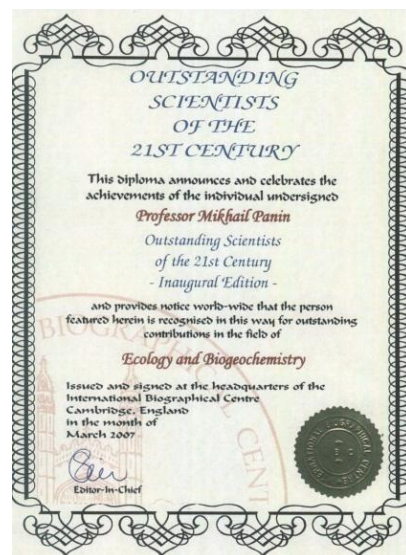 OUTSTANDING
SCIENTISTS
OF THE
21ST CENTURY
This diploma announces and celebrates the
achievements of the individual undersigned
Professor Mikhail Panin
Outstanding Scientists
of the 21st Century
- Inaugural Edition -
and provides notice world-wide that the person
featured herein is recognised in this way for outstanding
contributions in the field of
Ecology and Biogeochemistry
Issued and signed at the headquarters of the
International Biographical Centre
Cambridge, England
in the month of
March 2007
Editor-In-Chief